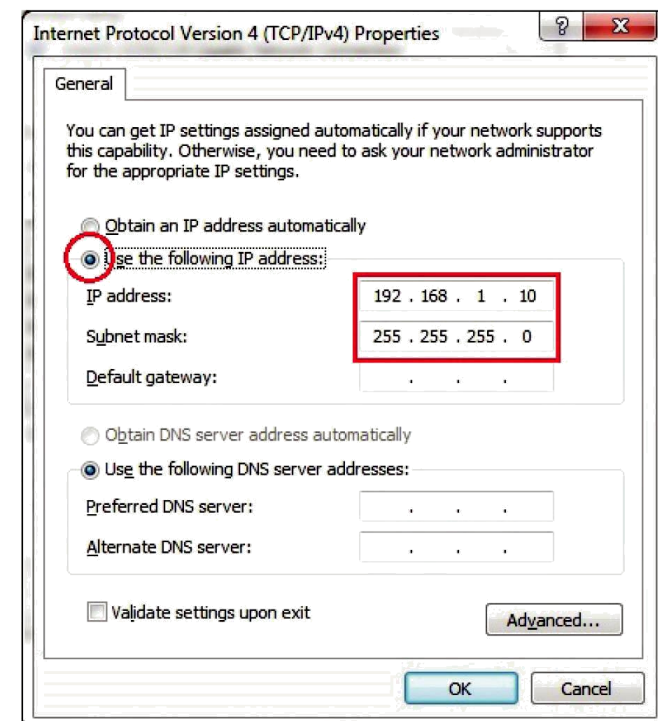 Internet Protocol Version 4 (TCP/IPv4) Properties
General
You can get IP settings assigned automatically if your network supports
this capability. Otherwise, you need to ask your network administrator
for the appropriate IP settings.
Obtain an IP address automatically
Use the following IP address:
IP address: 192 . 168 . 1 . 10
Subnet mask: 255 . 255 . 255 . 0
Default gateway: . . .
Obtain DNS server address automatically
Use the following DNS server addresses:
Preferred DNS server: . . .
Alternate DNS server: . . .
Validate settings upon exit
Advanced...
OK Cancel